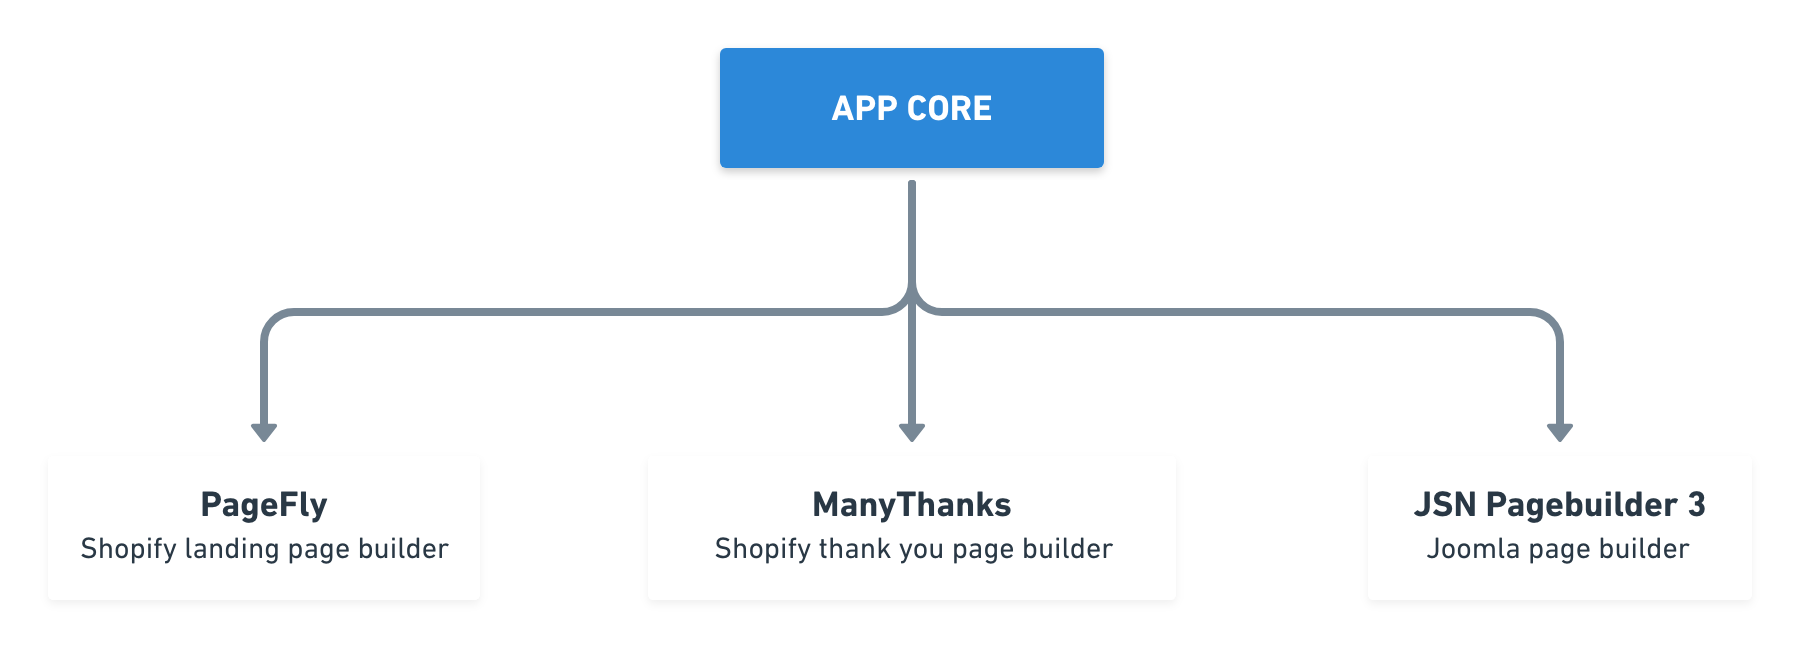 APP CORE
PageFly
Shopify landing page builder
ManyThanks
Shopify thank you page builder
JSN Pagebuilder 3
Joomla page builder